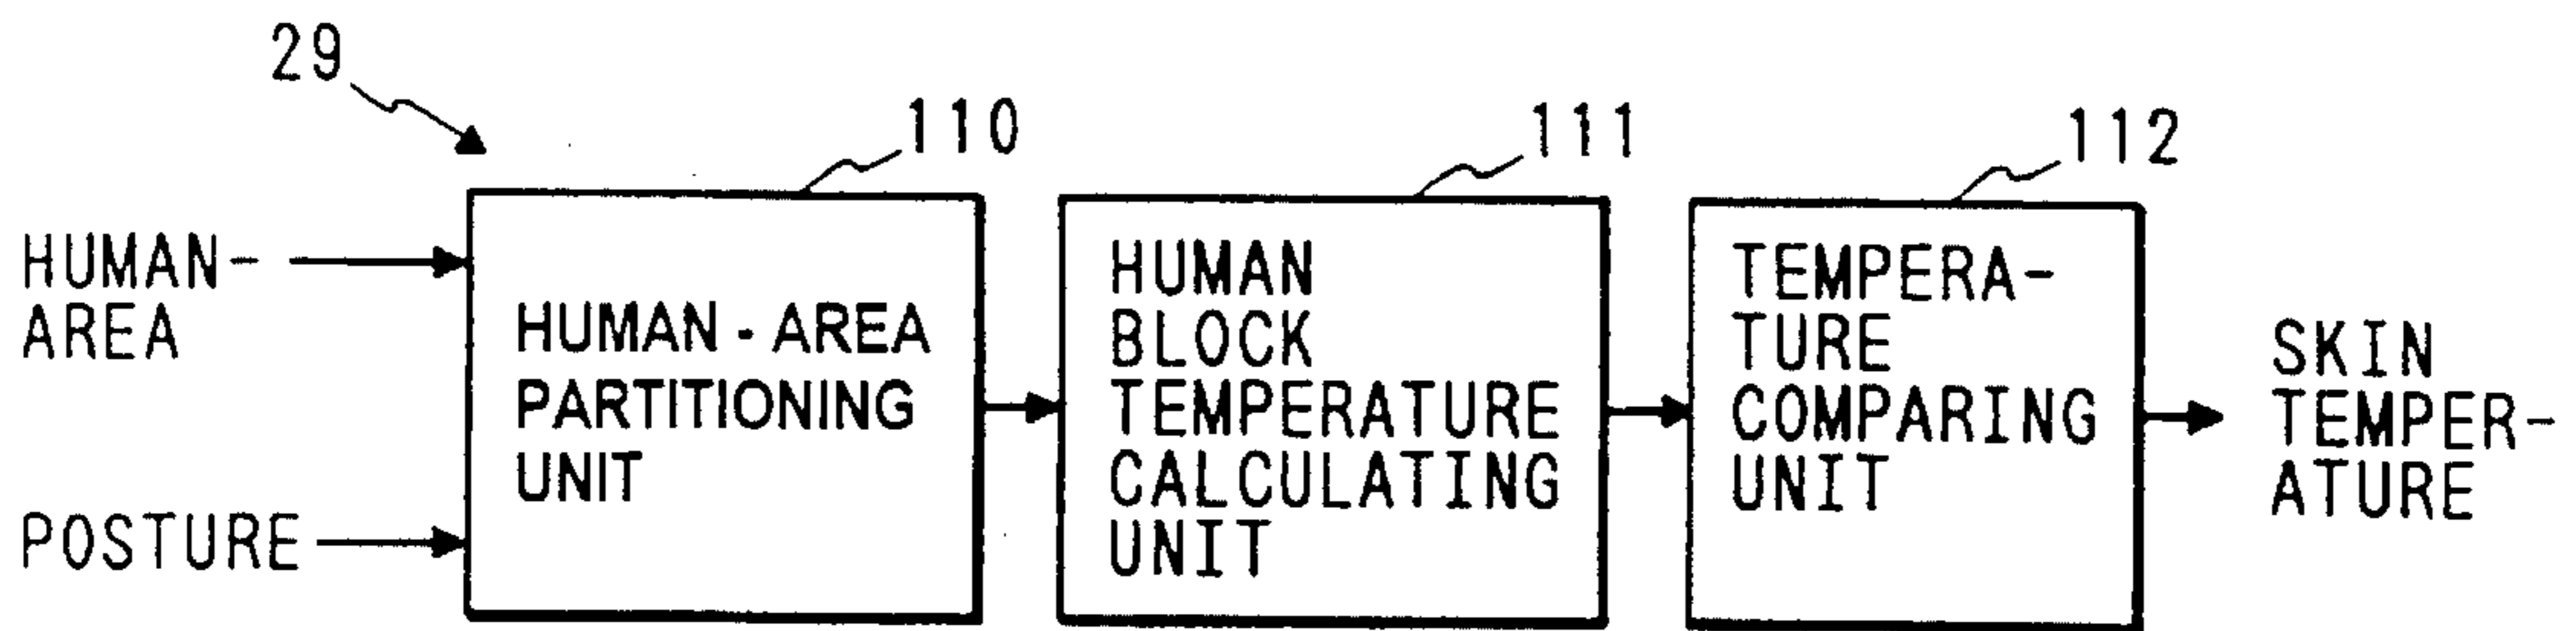 29
110
111
112
HUMAN-
AREA
POSTURE
HUMAN - AREA
PARTITIONING
UNIT
HUMAN
BLOCK
TEMPERATURE
CALCULATING
UNIT
TEMPERA-
TURE
COMPARING
UNIT
SKIN
TEMPER-
ATURE